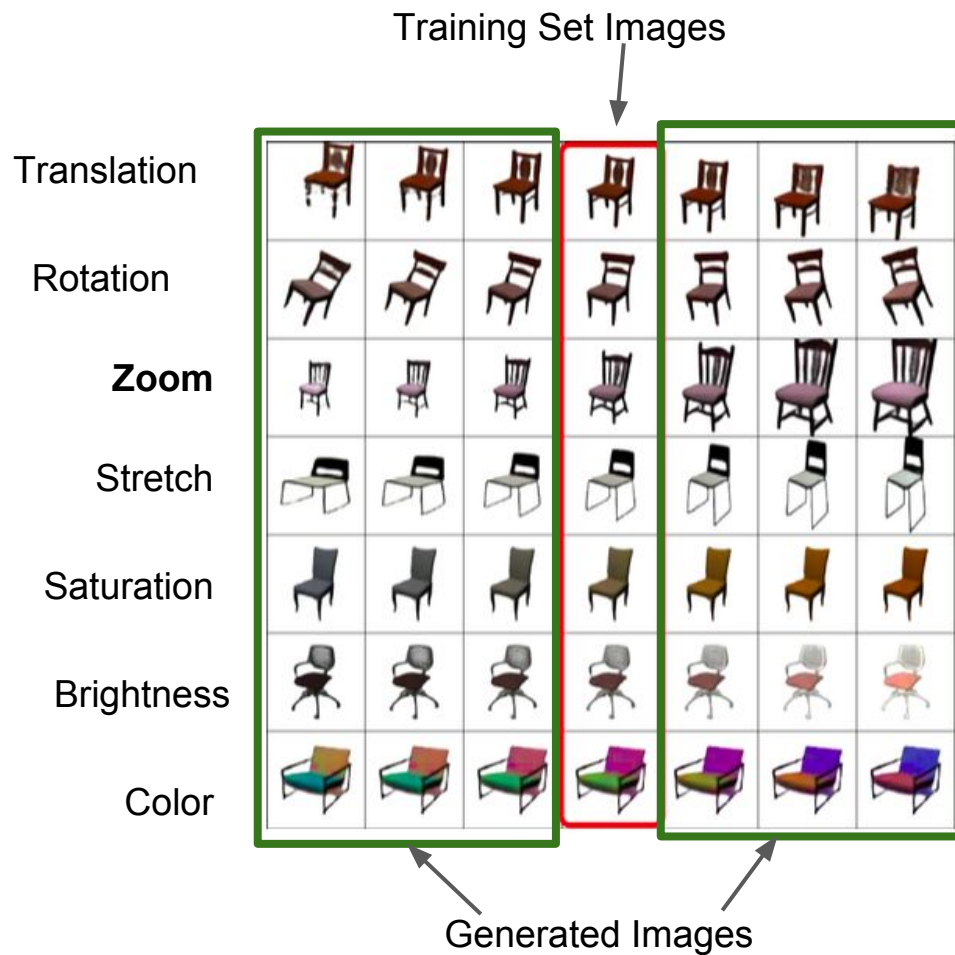 Training Set Images
Translation
Rotation
Zoom
Stretch
Saturation
Brightness
Color
Generated Images